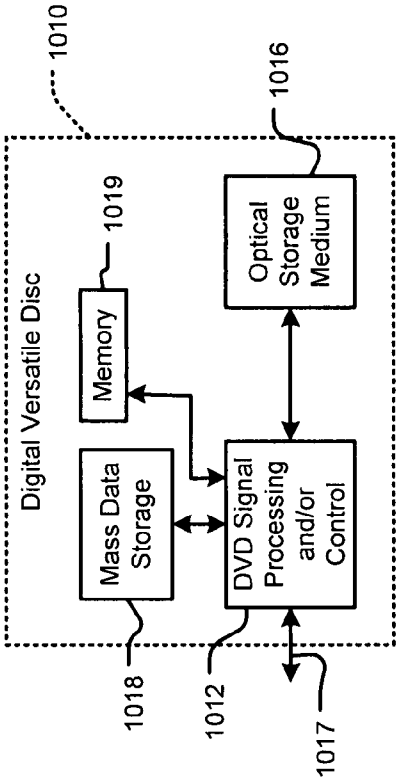 Digital Versatile Disc
1010
Mass Data
Storage
1018
Memory
1019
DVD Signal
Processing
and/or
Control
1012
Optical
Storage
Medium
1016
1017